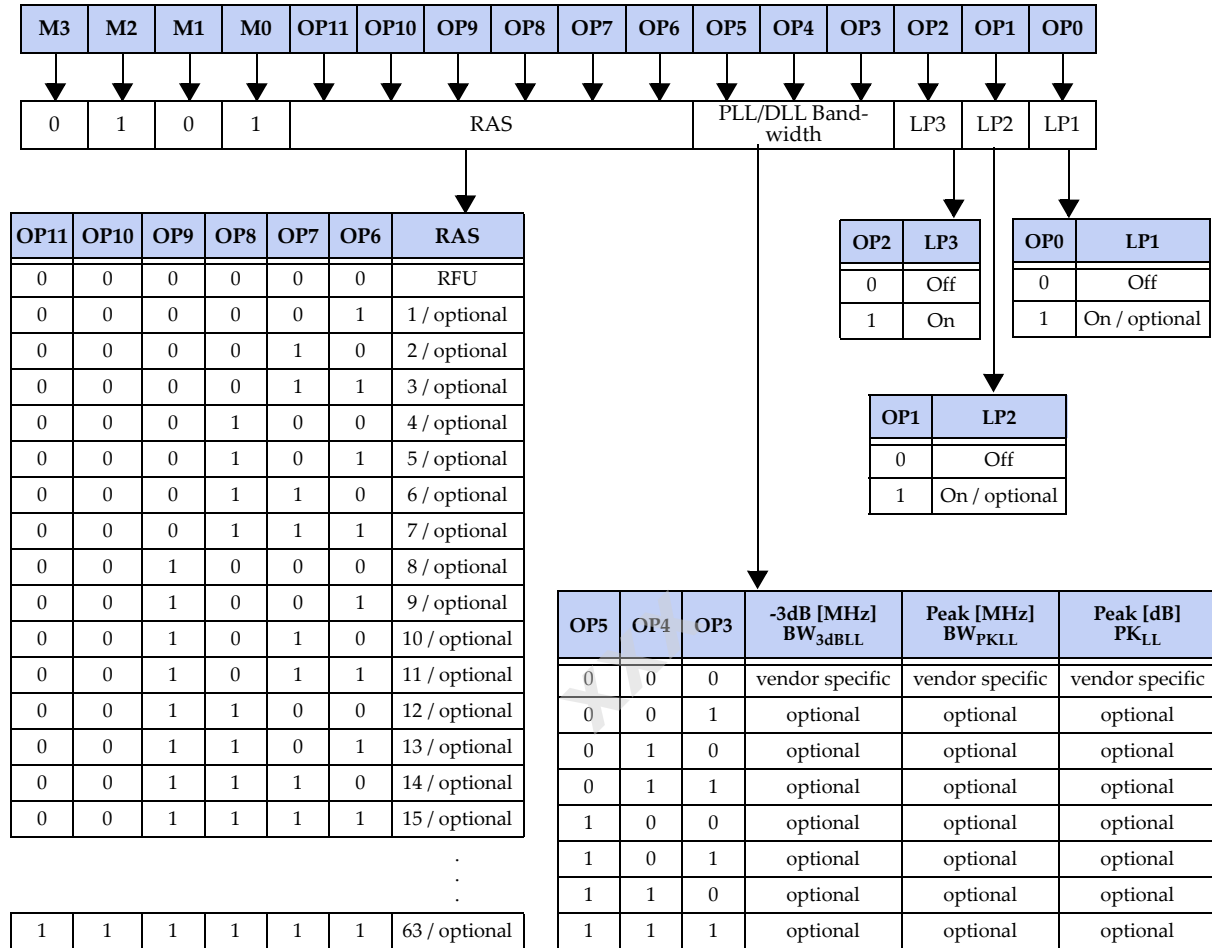 M3 M2 M1 M0 OP11 OP10 OP9 OP8 OP7 OP6 OP5 OP4 OP3 OP2 OP1 OP0
0 1 0 1 RAS PLL/DLL Band-
width LP3 LP2 LP1
OP11 OP10 OP9 OP8 OP7 OP6 RAS
0 0 0 0 0 0 RFU
0 0 0 0 0 1 1 / optional
0 0 0 0 1 0 2 / optional
0 0 0 0 1 1 3 / optional
0 0 0 1 0 0 4 / optional
0 0 0 1 0 1 5 / optional
0 0 0 1 1 0 6 / optional
0 0 0 1 1 1 7 / optional
0 0 1 0 0 0 8 / optional
0 0 1 0 0 1 9 / optional
0 0 1 0 1 0 10 / optional
0 0 1 0 1 1 11 / optional
0 0 1 1 0 0 12 / optional
0 0 1 1 0 1 13 / optional
0 0 1 1 1 0 14 / optional
0 0 1 1 1 1 15 / optional
.
.
.
1 1 1 1 1 1 63 / optional
OP2 LP3
0 Off
1 On
OP0 LP1
0 Off
1 On / optional
OP1 LP2
0 Off
1 On / optional
OP5 OP4 OP3 -3dB [MHz] Peak [MHz] Peak [dB]
BW3dBLL BWPKLL PKLL
0 0 0 vendor specific vendor specific vendor specific
0 0 1 optional optional optional
0 1 0 optional optional optional
0 1 1 optional optional optional
1 0 0 optional optional optional
1 0 1 optional optional optional
1 1 0 optional optional optional
1 1 1 optional optional optional
xxx